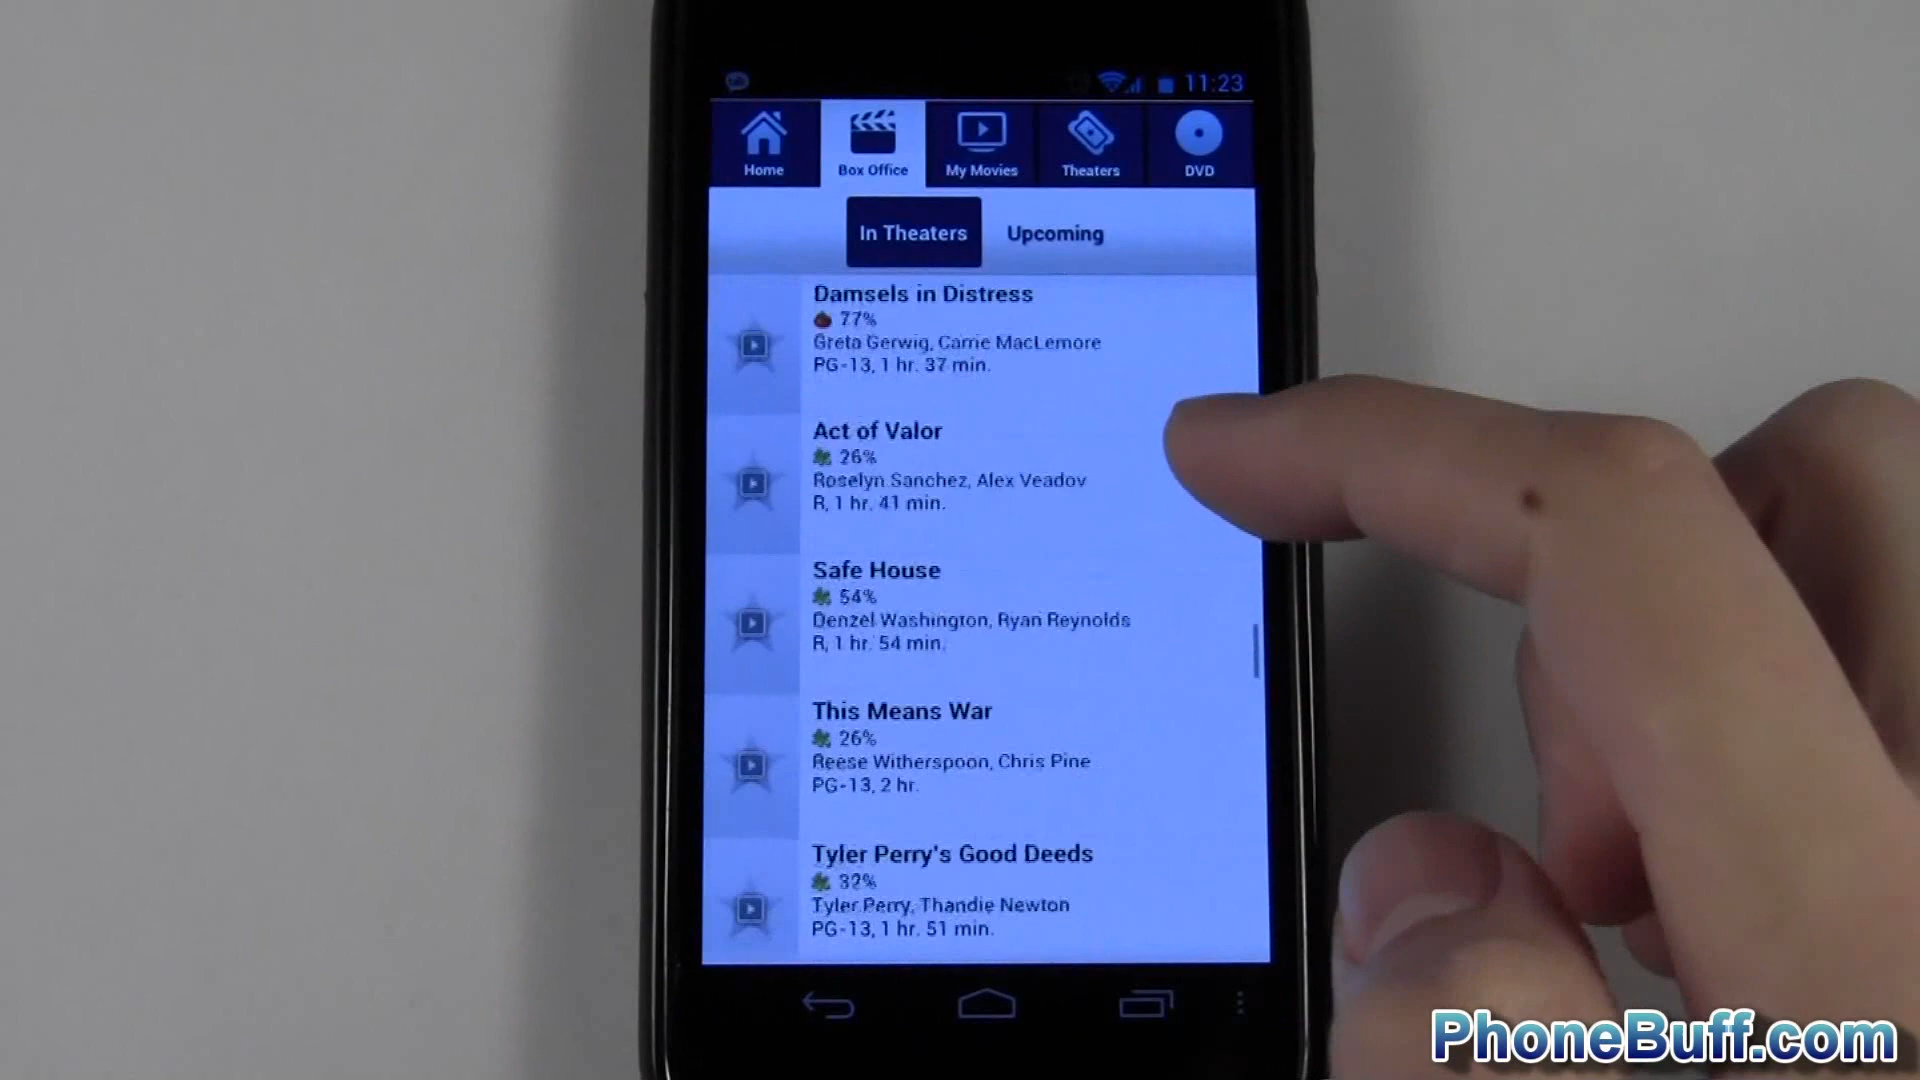 11:23
Home
Box Office
My Movies
Theaters
DVD
In Theaters
Upcoming
Damsels in Distress
77%
Greta Gerwig, Carrie MacLemore
PG-13, 1 hr. 37 min.
Act of Valor
26%
Roselyn Sanchez, Alex Veadov
R, 1 hr. 41 min.
Safe House
54%
Denzel Washington, Ryan Reynolds
R, 1 hr. 54 min.
This Means War
26%
Reese Witherspoon, Chris Pine
PG-13, 2 hr.
Tyler Perry's Good Deeds
32%
Tyler Perry, Thandie Newton
PG-13, 1 hr. 51 min.
PhoneBuff.com